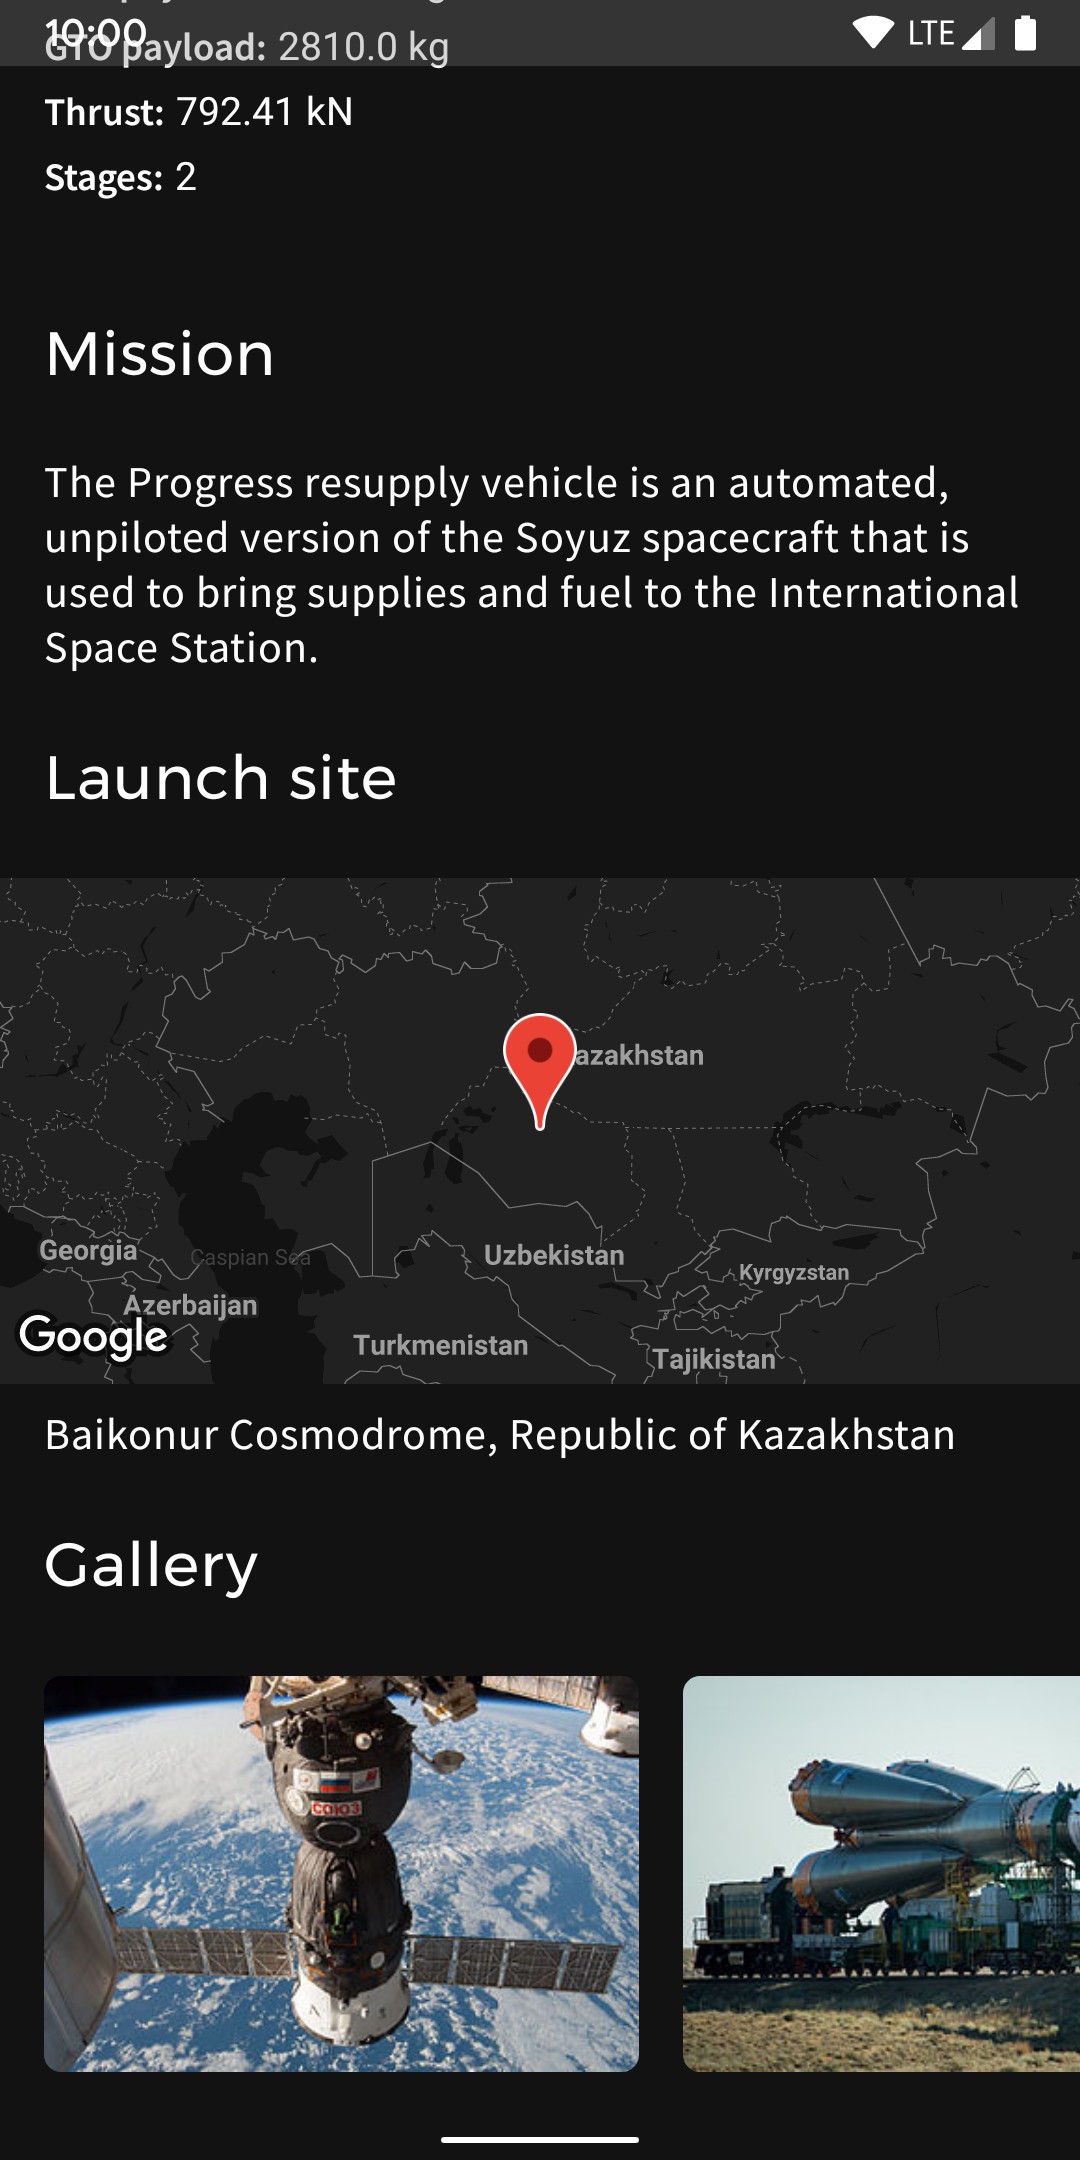 10:00
LTE
GTO payload: 2810.0 kg
Thrust: 792.41 kN
Stages: 2
Mission
The Progress resupply vehicle is an automated,
unpiloted version of the Soyuz spacecraft that is
used to bring supplies and fuel to the International
Space Station.
Launch site
azakhstan
Georgia
Caspian Sea
Uzbekistan
Kyrgyzstan
Azerbaijan
Google
Turkmenistan
Tajikistan
Baikonur Cosmodrome, Republic of Kazakhstan
Gallery
СОЮЗ